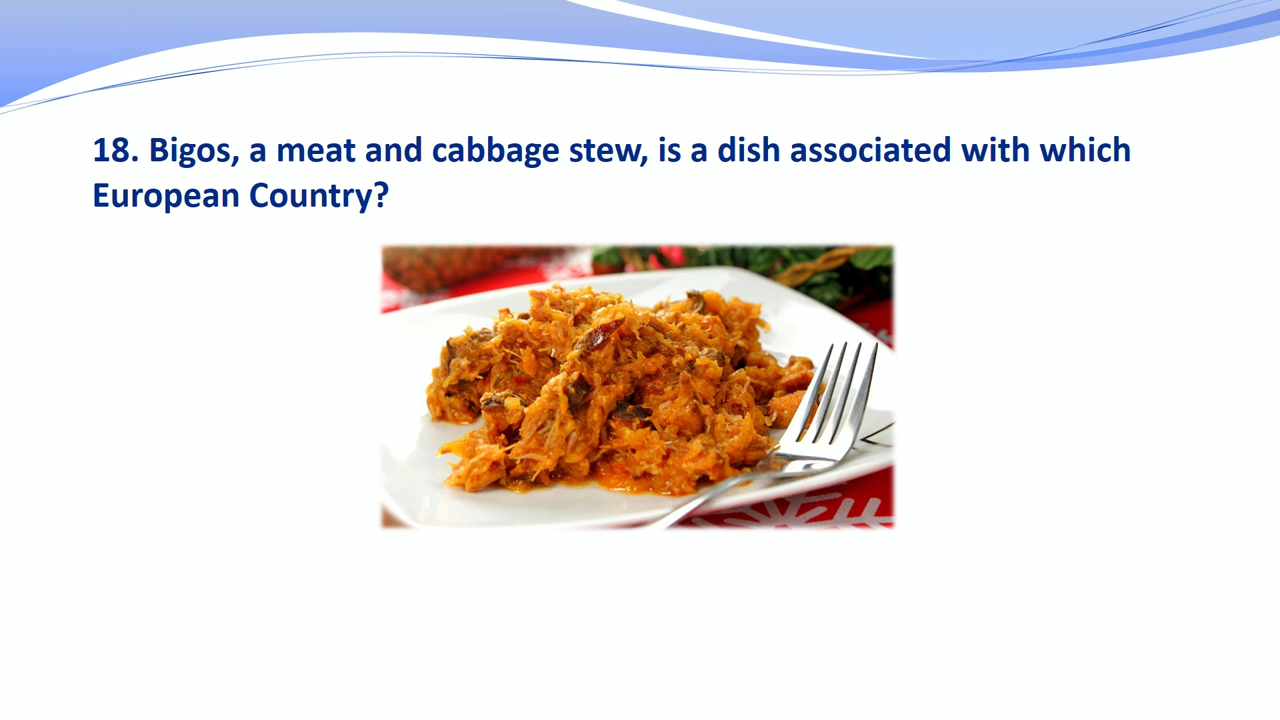 18. Bigos, a meat and cabbage stew, is a dish associated with which
European Country?